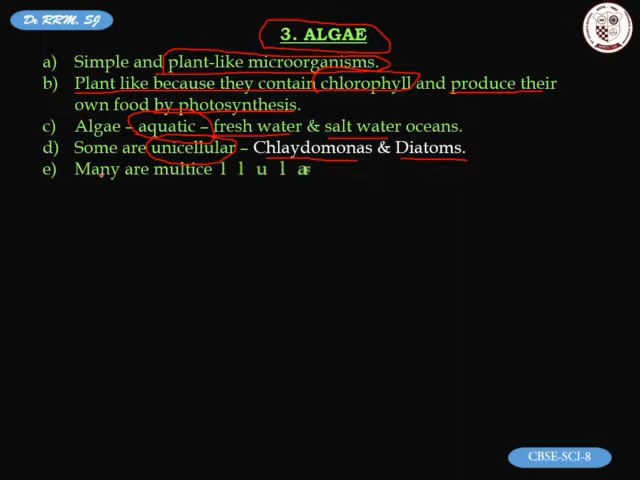 Dr RRM, SJ
3. ALGAE
a) Simple and plant-like microorganisms.
b) Plant like because they contain chlorophyll and produce their
own food by photosynthesis.
c) Algae – aquatic – fresh water & salt water oceans.
d) Some are unicellular – Chlaydomonas & Diatoms.
e) Many are multicellular
CBSE-SCI-8